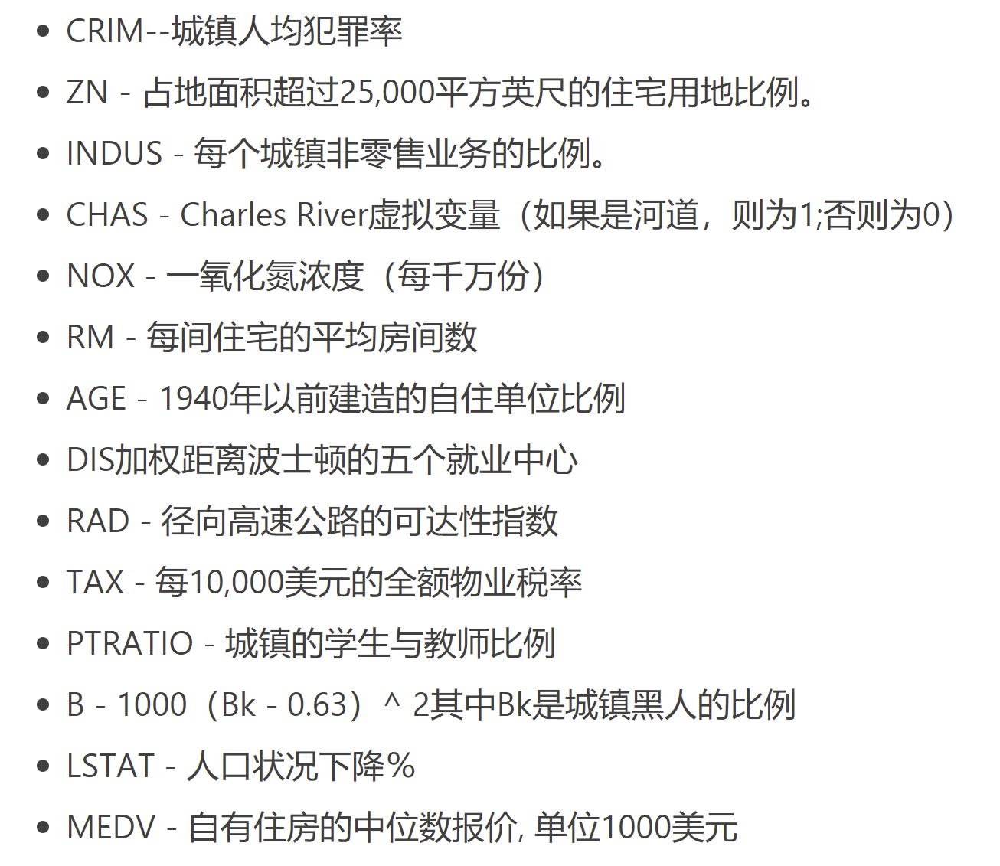 CRIM--城镇人均犯罪率
ZN - 占地面积超过25,000平方英尺的住宅用地比例。
INDUS - 每个城镇非零售业务的比例。
CHAS - Charles River虚拟变量（如果是河道，则为1;否则为0）
NOX - 一氧化氮浓度（每千万份）
RM - 每间住宅的平均房间数
AGE - 1940年以前建造的自住单位比例
DIS加权距离波士顿的五个就业中心
RAD - 径向高速公路的可达性指数
TAX - 每10,000美元的全额物业税率
PTRATIO - 城镇的学生与教师比例
B - 1000（Bk - 0.63）^ 2其中Bk是城镇黑人的比例
LSTAT - 人口状况下降％
MEDV - 自有住房的中位数报价, 单位1000美元